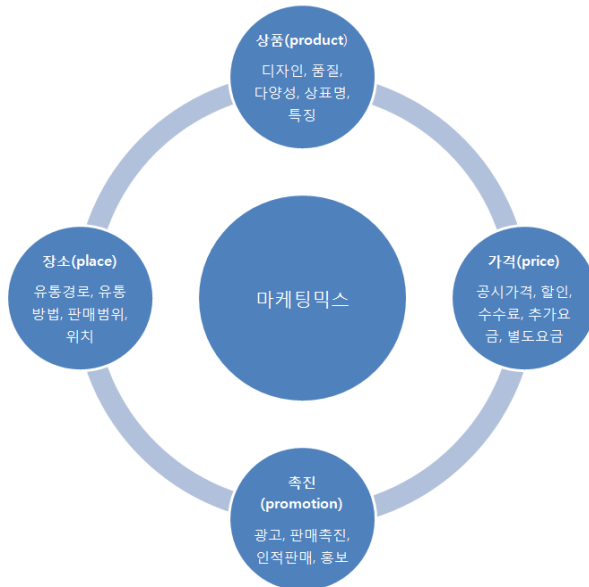 상품(product)
디자인, 품질,
다양성, 상표명,
특징
장소(place)
유통경로, 유통
방법, 판매범위,
위치
마케팅믹스
가격(price)
공시가격, 할인,
수수료, 추가요
금, 별도요금
촉진
(promotion)
광고, 판매촉진,
인적판매, 홍보